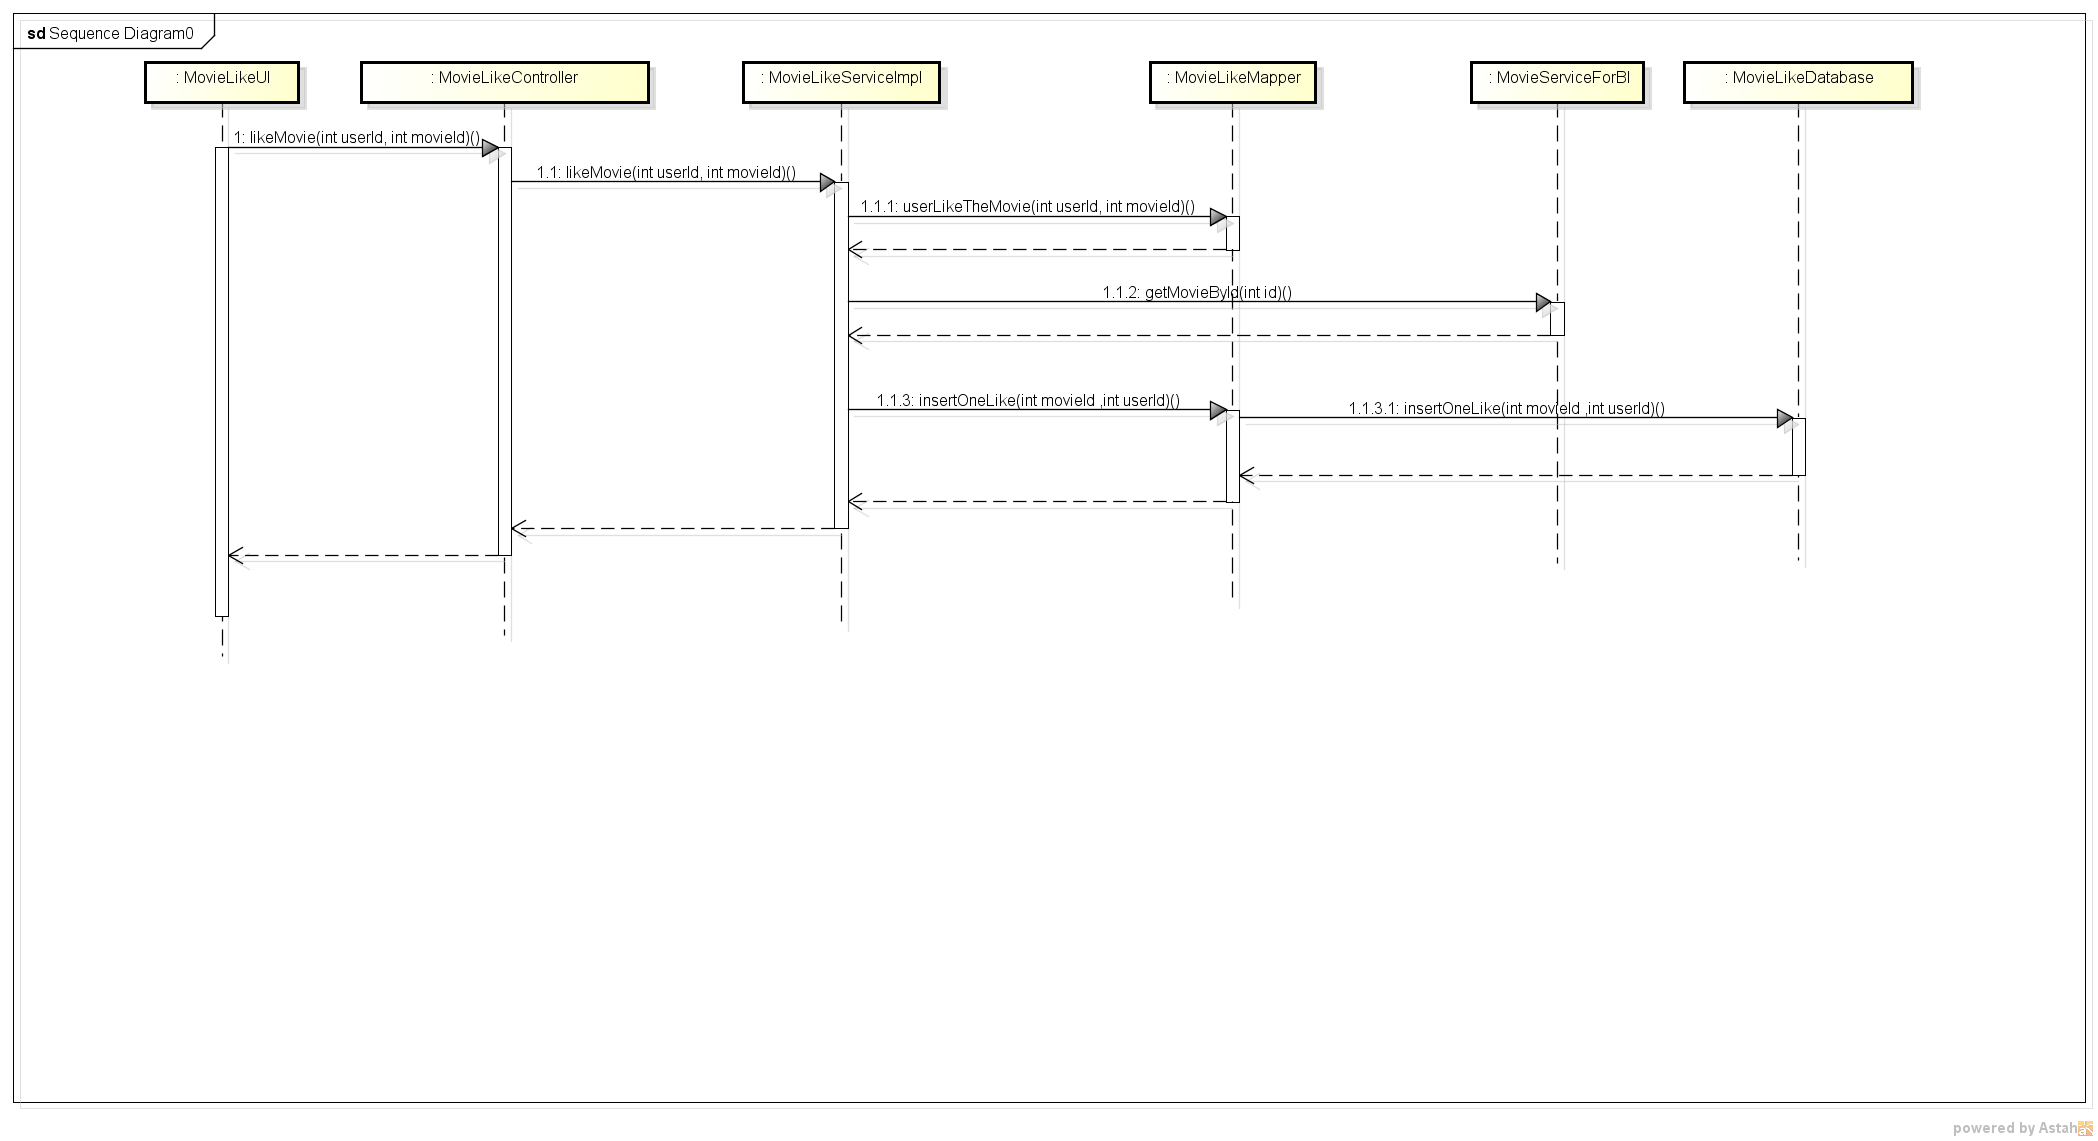 sd Sequence Diagram0
: MovieLikeUI
: MovieLikeController
: MovieLikeServiceImpl
: MovieLikeMapper
: MovieServiceForBl
: MovieLikeDatabase
1: likeMovie(int userId, int movieId)()
1.1: likeMovie(int userId, int movieId)()
1.1.1: userLikeTheMovie(int userId, int movieId)()
1.1.2: getMovieById(int id)()
1.1.3: insertOneLike(int movieId ,int userId)()
1.1.3.1: insertOneLike(int movieId ,int userId)()
powered by Astah